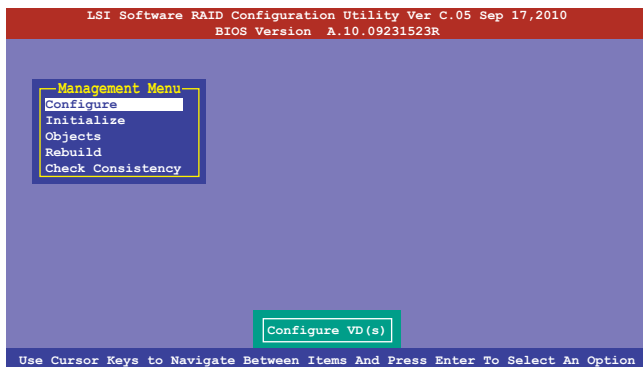 LSI Software RAID Configuration Utility Ver C.05 Sep 17,2010
BIOS Version A.10.09231523R
Management Menu
Configure
Initialize
Objects
Rebuild
Check Consistency
Configure VD(s)
Use Cursor Keys to Navigate Between Items And Press Enter To Select An Option